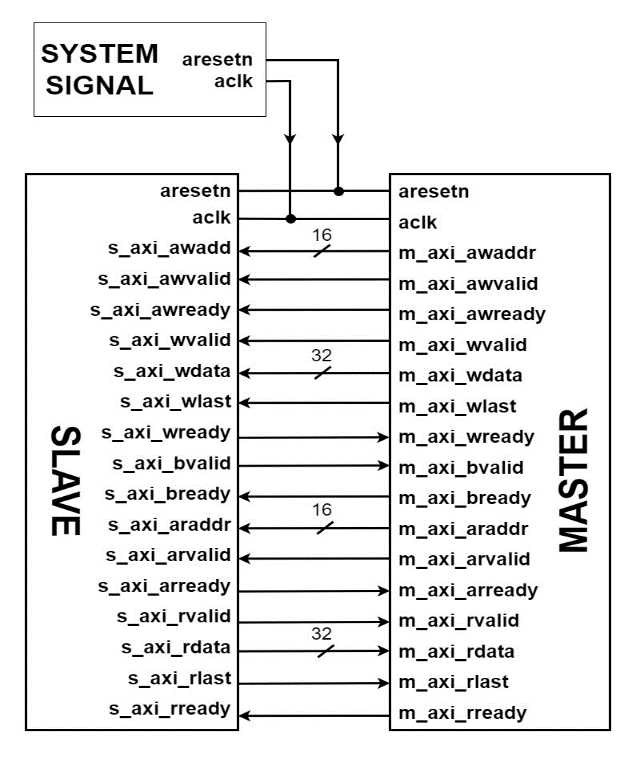 SYSTEM
SIGNAL
aresetn
aclk
aresetn aresetn
aclk aclk
s_axi_awadd 16 m_axi_awaddr
s_axi_awvalid m_axi_awvalid
s_axi_awready m_axi_awready
s_axi_wvalid m_axi_wvalid
s_axi_wdata 32 m_axi_wdata
s_axi_wlast m_axi_wlast
s_axi_wready m_axi_wready
s_axi_bvalid m_axi_bvalid
s_axi_bready m_axi_bready
s_axi_araddr 16 m_axi_araddr
s_axi_arvalid m_axi_arvalid
s_axi_arready m_axi_arready
s_axi_rvalid m_axi_rvalid
s_axi_rdata 32 m_axi_rdata
s_axi_rlast m_axi_rlast
s_axi_rready m_axi_rready
SLAVE
MASTER